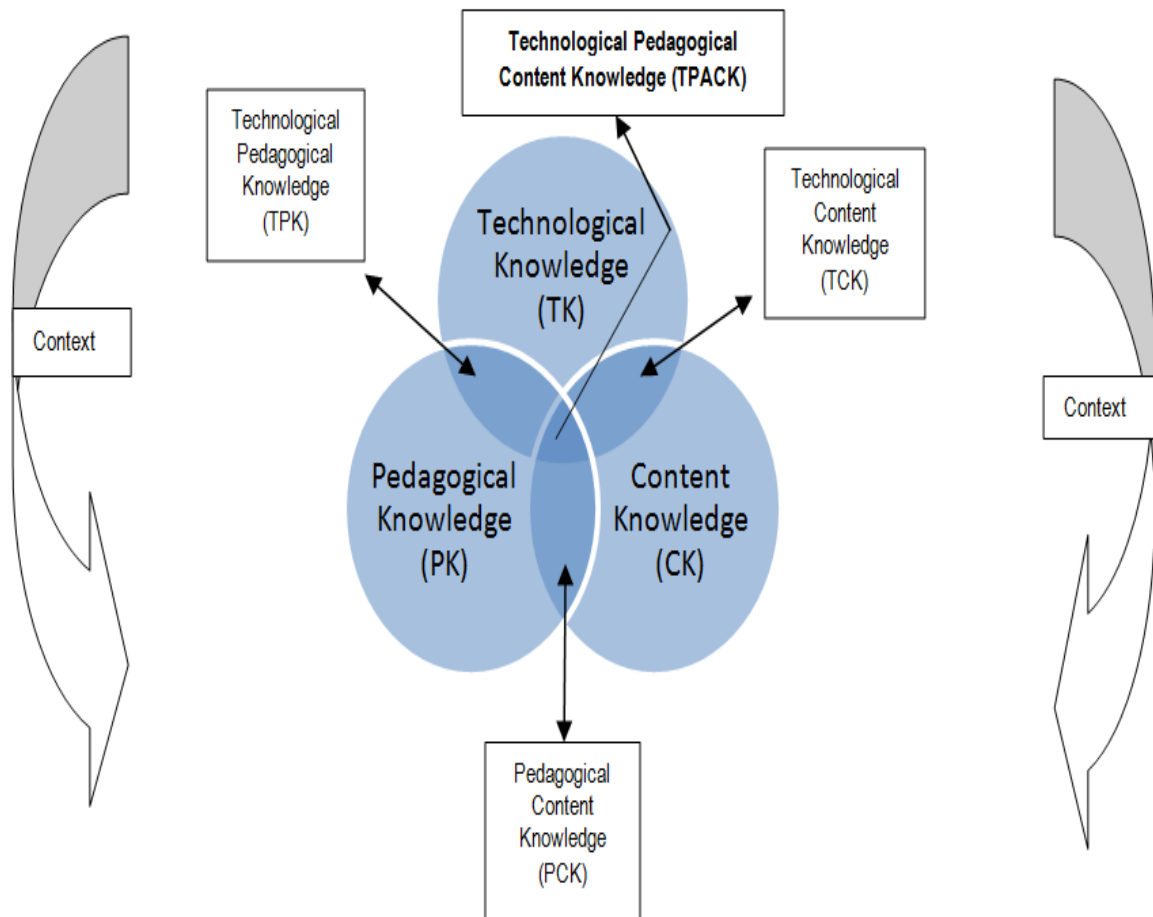 Technological Pedagogical
Content Knowledge (TPACK)
Technological
Pedagogical
Knowledge
(TPK)
Technological
Content
Knowledge
(TCK)
Technological
Knowledge
(TK)
Context
Context
Pedagogical
Knowledge
(PK)
Content
Knowledge
(CK)
Pedagogical
Content
Knowledge
(PCK)